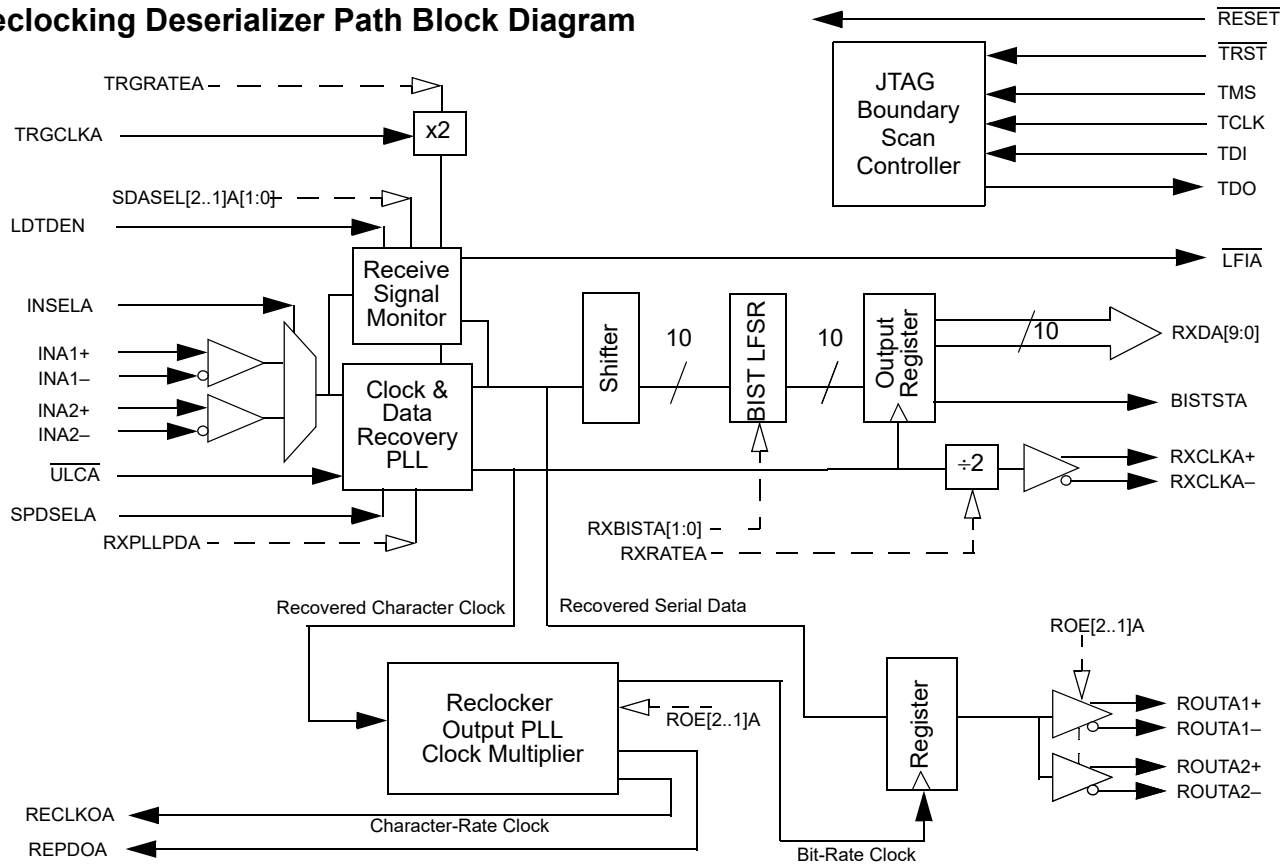 eclocking Deserializer Path Block Diagram
RESET
TRST
TMS
TCLK
TDI
TDO
JTAG
Boundary
Scan
Controller
TRGRATEA
TRGCLKA
x2
SDASEL[2..1]A[1:0]
LDTDEN
Receive
Signal
Monitor
LFIA
INSELA
INA1+
INA1–
INA2+
INA2–
ULCA
SPDSELA
RXPLLPDA
Clock &
Data
Recovery
PLL
Shifter
10
BIST LFSR
10
Output
Register
10
RXDA[9:0]
BISTSTA
÷2
RXCLKA+
RXCLKA–
RXBISTA[1:0]
RXRATEA
Recovered Character Clock
Recovered Serial Data
ROE[2..1]A
Reclocker
Output PLL
Clock Multiplier
ROE[2..1]A
Register
ROUTA1+
ROUTA1–
ROUTA2+
ROUTA2–
RECLKOA
Character-Rate Clock
REPDOA
Bit-Rate Clock